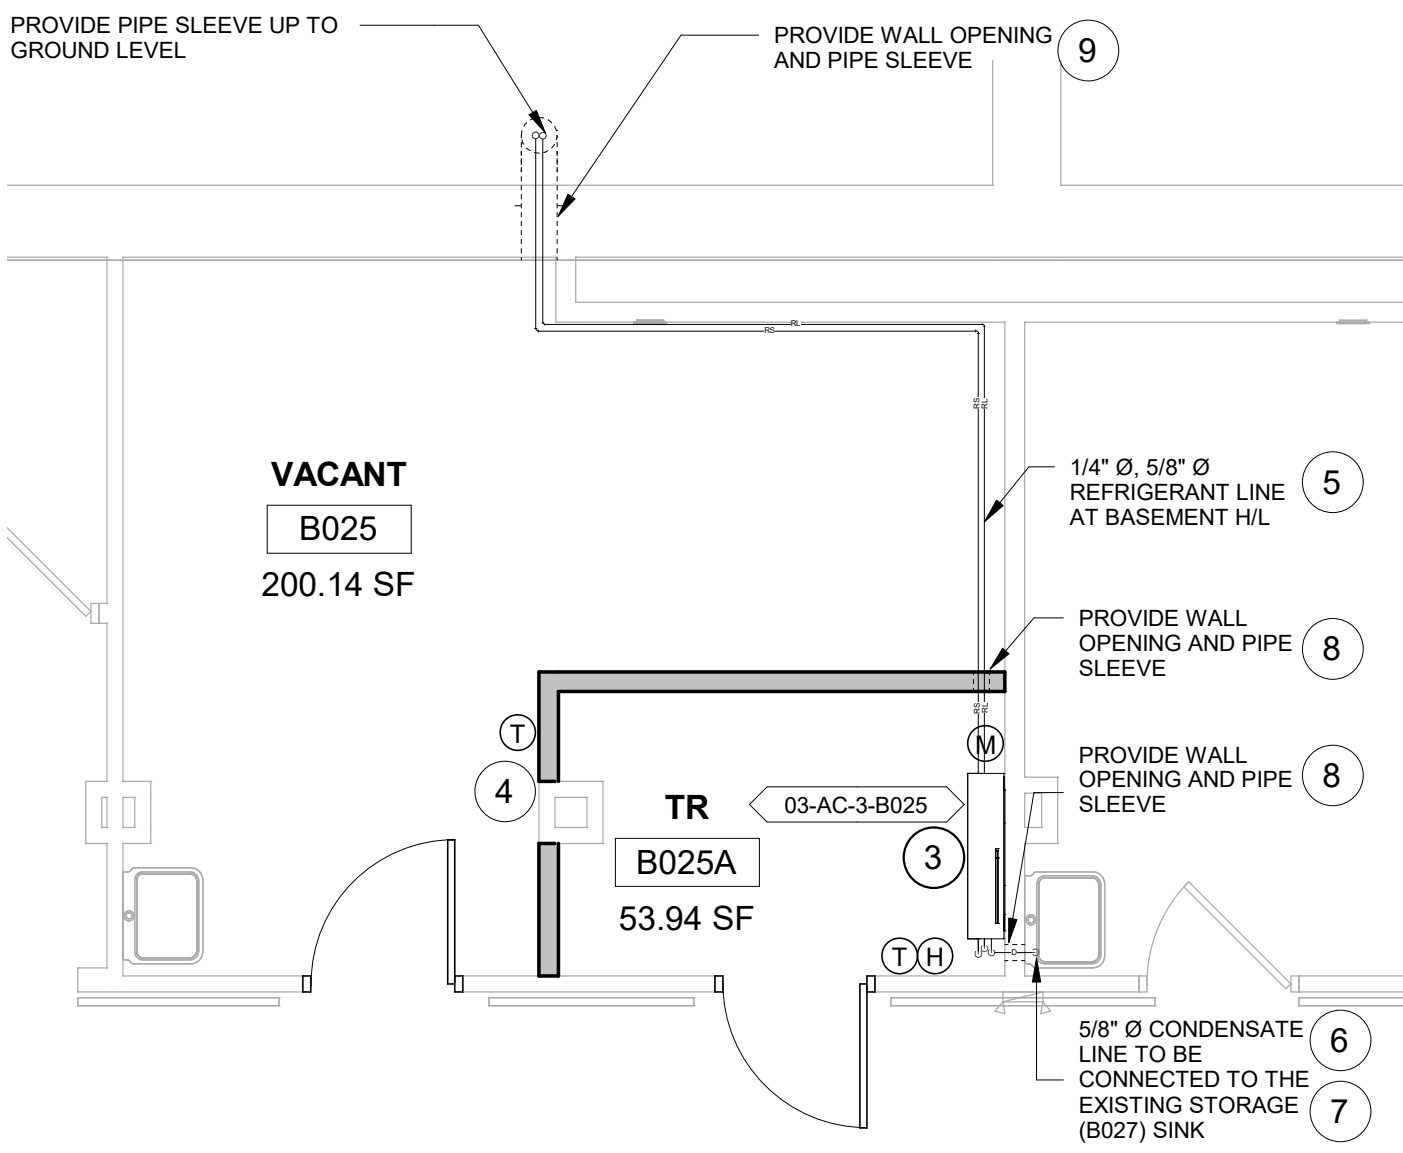 PROVIDE PIPE SLEEVE UP TO
GROUND LEVEL
PROVIDE WALL OPENING
AND PIPE SLEEVE
9
RL
RS
RS
RL
VACANT
B025
200.14 SF
1/4" Ø, 5/8" Ø
REFRIGERANT LINE
AT BASEMENT H/L
5
PROVIDE WALL
OPENING AND PIPE
SLEEVE
8
RS
RL
T
M
4
TR
B025A
53.94 SF
03-AC-3-B025
3
PROVIDE WALL
OPENING AND PIPE
SLEEVE
8
T
H
D
5/8" Ø CONDENSATE
LINE TO BE
CONNECTED TO THE
EXISTING STORAGE
(B027) SINK
6
7